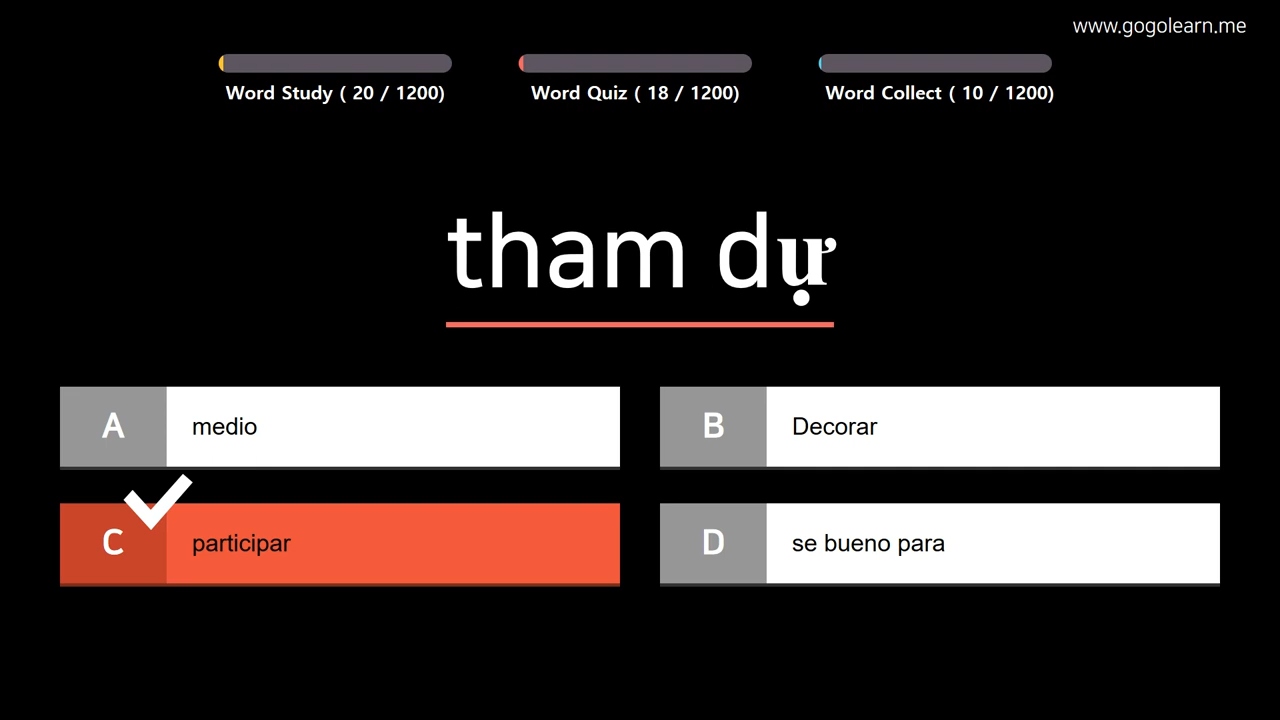 www.gogolearn.me
Word Study ( 20 / 1200)
Word Quiz ( 18 / 1200)
Word Collect ( 10 / 1200)
tham dự
A
medio
B
Decorar
C
participar
D
se bueno para